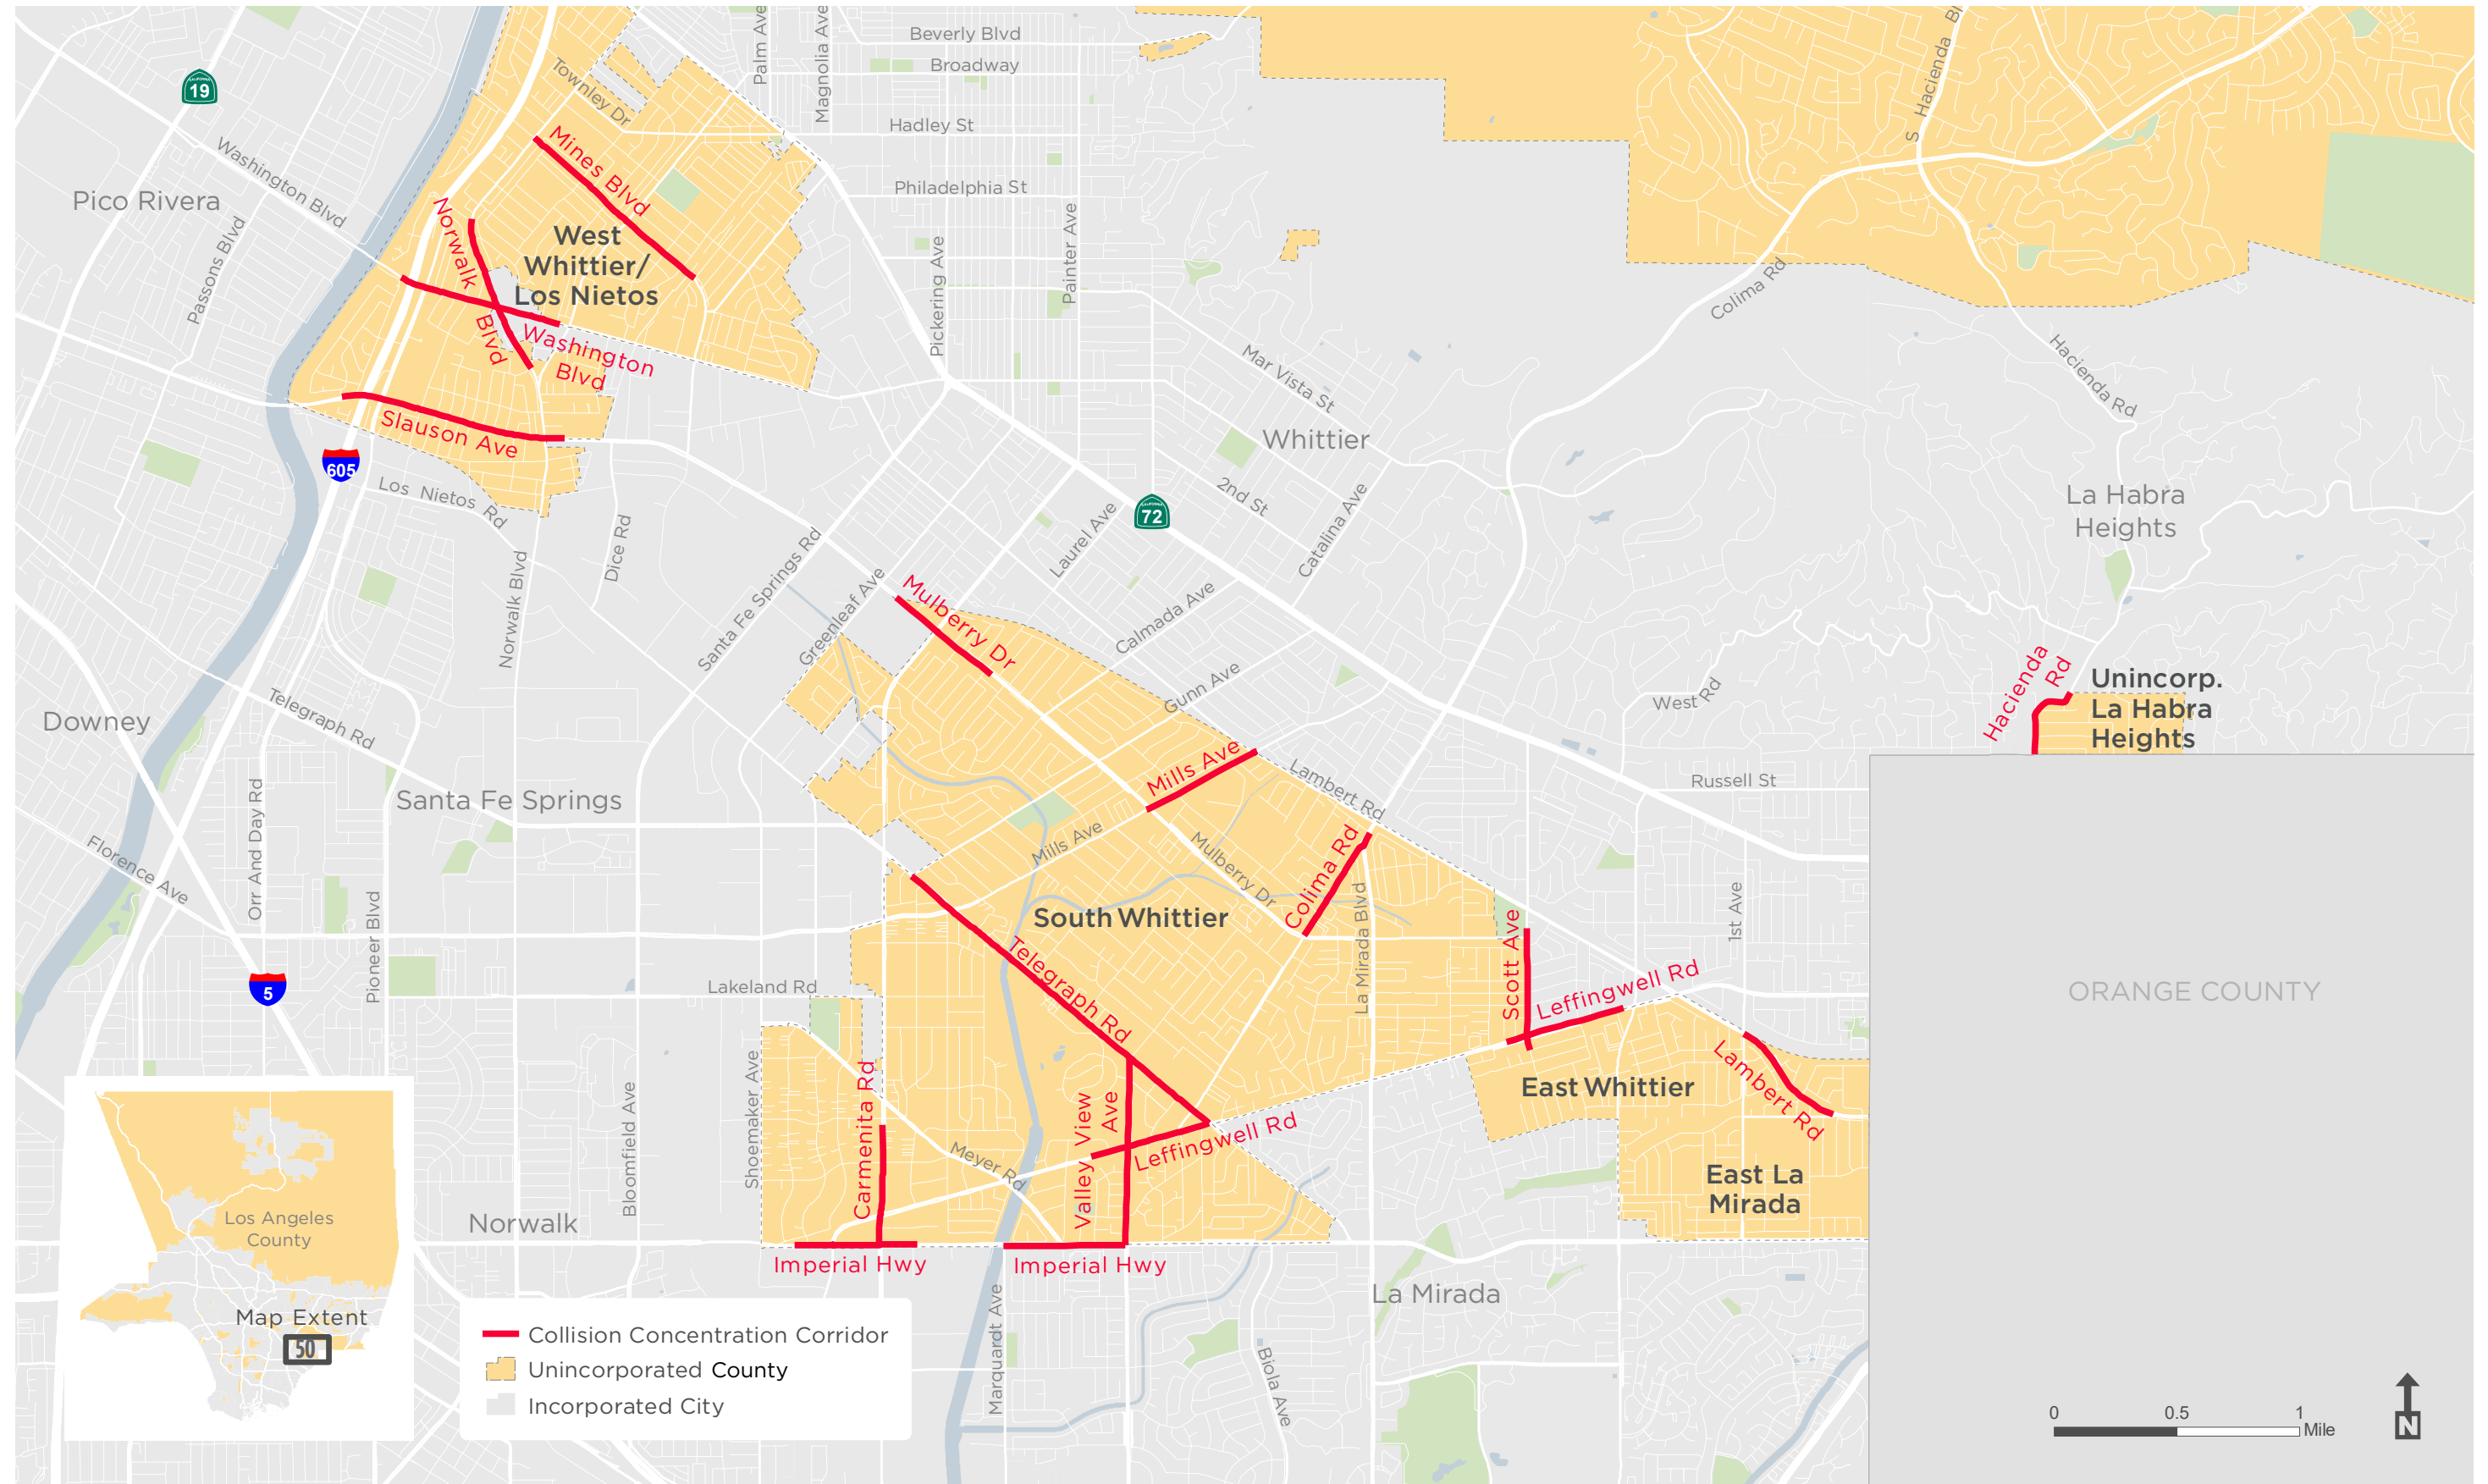 Beverly Blvd
Broadway
Palm Ave
Magnolia Ave
Hadley St
Townley Dr
S Hacienda Bl
19
Washington Blvd
Pico Rivera
Passons Blvd
Mines Blvd
Norwalk
Blvd
West
Whittier/
Los Nietos
Washington
Blvd
Slauson Ave
Philadelphia St
Pickering Ave
Painter Ave
Colima Rd
Mar Vista St
Hacienda Rd
Whittier
605
Los Nietos Rd
Norwalk Blvd
Dice Rd
Santa Fe Springs Rd
Greenleaf Ave
Laurel Ave
72
2nd St
Catalina Ave
La Habra
Heights
Mulberry Dr
Calmada Ave
Gunn Ave
West Rd
Hacienda
Rd
Unincorp.
La Habra
Heights
Downey
Telegraph Rd
Santa Fe Springs
Mills Ave
Lambert Rd
Russell St
Florence Ave
Orr And Day Rd
Pioneer Blvd
Mills Ave
Mulberry Dr
Colima Rd
La Mirada Blvd
South Whittier
Scott Ave
Leffingwell Rd
1st Ave
5
Lakeland Rd
Telegraph Rd
ORANGE COUNTY
Shoemaker Ave
Bloomfield Ave
Carmenita Rd
Meyer Rd
Valley View
Ave
Leffingwell Rd
East Whittier
Lambert Rd
East La
Mirada
Norwalk
Imperial Hwy
Imperial Hwy
La Mirada
Marquardt Ave
Biola Ave
Los Angeles
County
Map Extent
50
Collision Concentration Corridor
Unincorporated County
Incorporated City
0 0.5 1
Mile
N